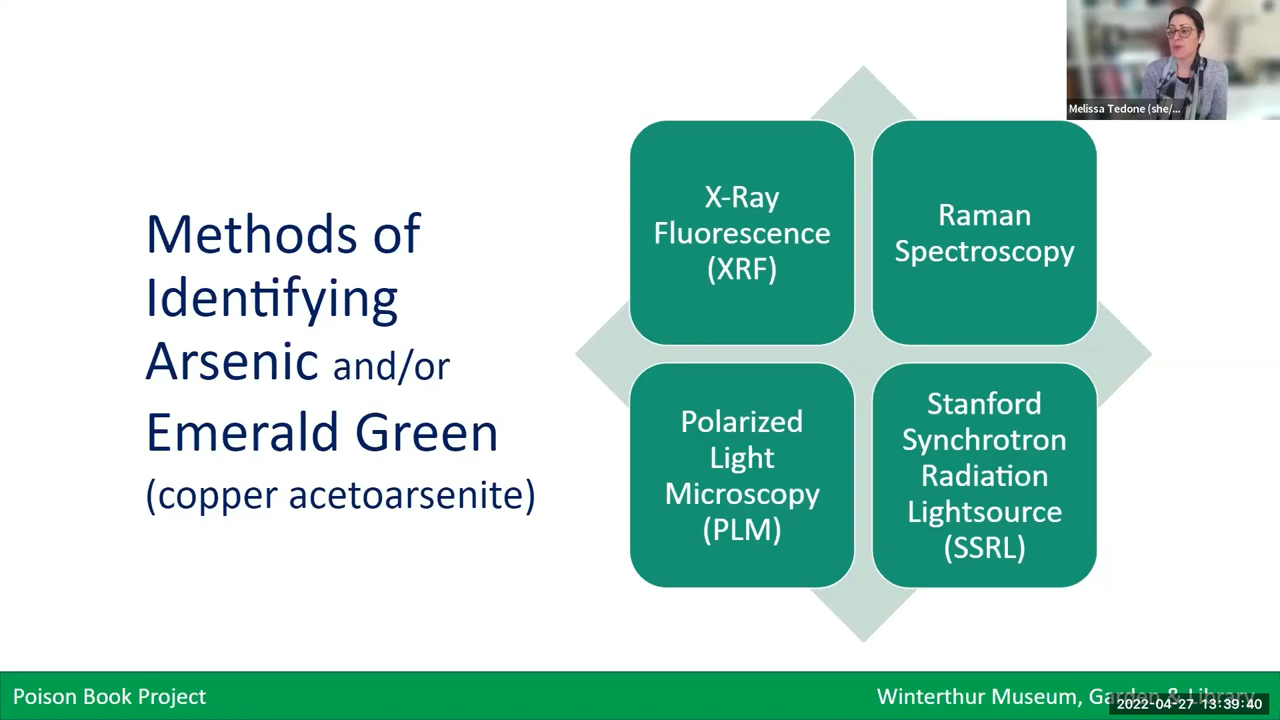 Melissa Tedone (she/...
Methods of
Identifying
Arsenic and/or
Emerald Green
(copper acetoarsenite)
X-Ray
Fluorescence
(XRF)
Raman
Spectroscopy
Polarized
Light
Microscopy
(PLM)
Stanford
Synchrotron
Radiation
Lightsource
(SSRL)
Poison Book Project
Winterthur Museum, Garden & Library
2022-04-27 13:39:40